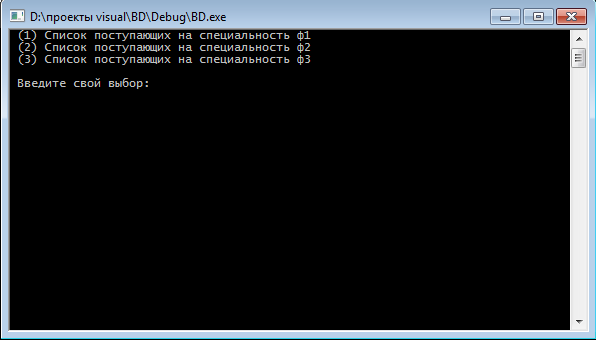 D:\проекты visual\BD\Debug\BD.exe
(1) Список поступающих на специальность ф1
(2) Список поступающих на специальность ф2
(3) Список поступающих на специальность ф3
Введите свой выбор: